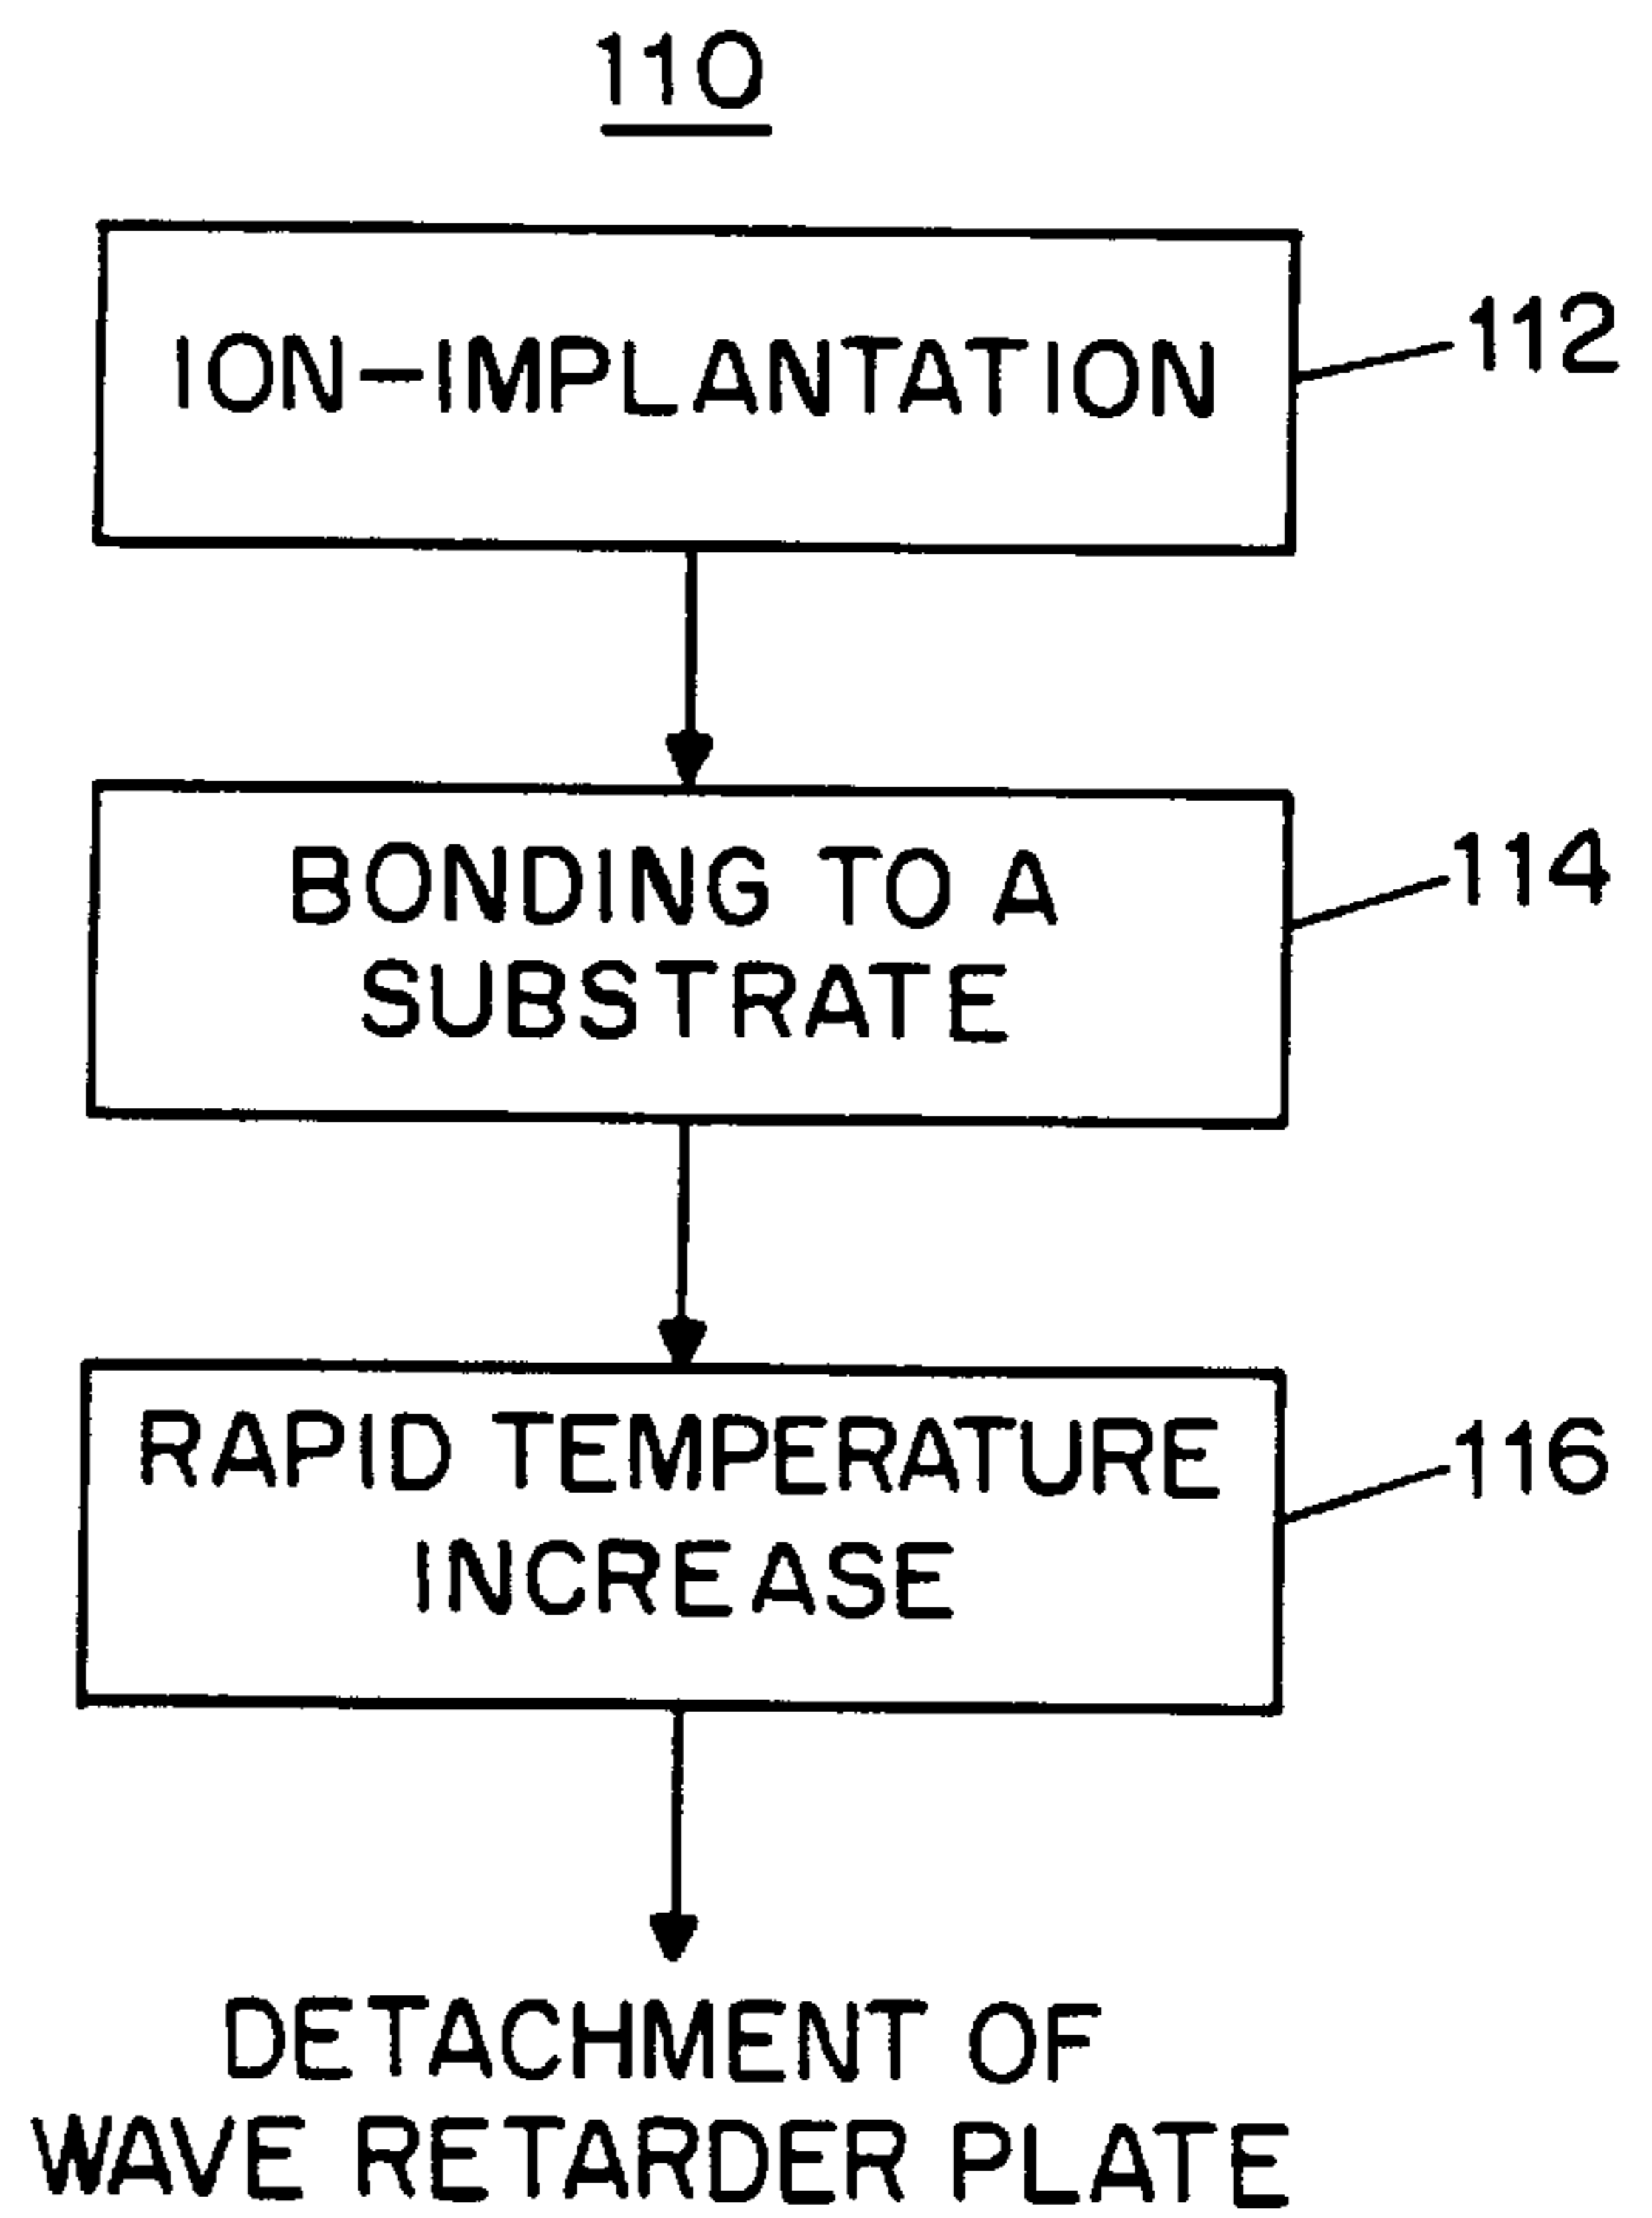 110
ION-IMPLANTATION
112
BONDING TO A
SUBSTRATE
114
RAPID TEMPERATURE
INCREASE
116
DETACHMENT OF
WAVE RETARDER PLATE